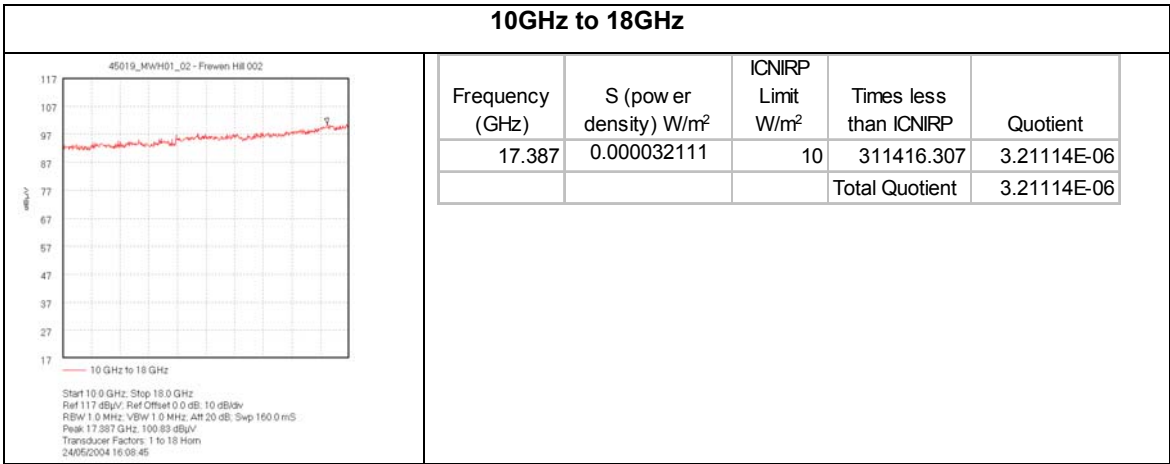 10GHz to 18GHz
45019_MWH01_02 - Frewen Hill 002
117
107
97
87
77
67
57
47
37
27
17
dBµV
10 GHz to 18 GHz
Start 10.0 GHz; Stop 18.0 GHz
Ref 117 dBµV; Ref Offset 0.0 dB; 10 dB/div
RBW 1.0 MHz; VBW 1.0 MHz; Att 20 dB; Swp 160.0 mS
Peak 17.387 GHz, 100.83 dBµV
Transducer Factors: 1 to 18 Horn
24/05/2004 16:08:45
Frequency (GHz) S (pow er density) W/m² ICNIRP Limit W/m² Times less than ICNIRP Quotient
17.387 0.000032111 10 311416.307 3.21114E-06
Total Quotient 3.21114E-06